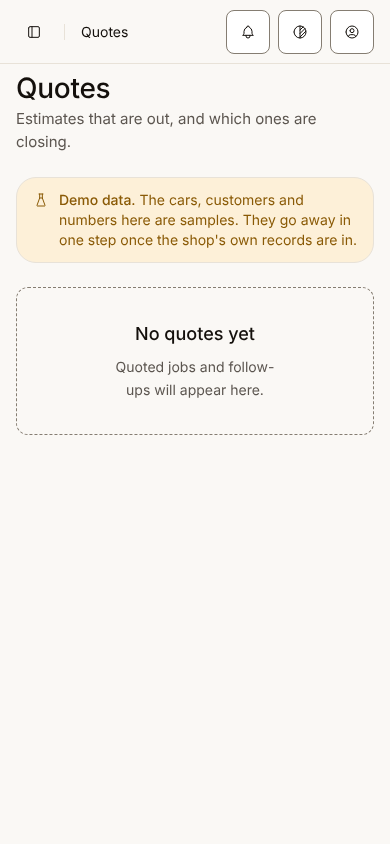 Quotes
Quotes
Estimates that are out, and which ones are
closing.
Demo data. The cars, customers and
numbers here are samples. They go away in
one step once the shop's own records are in.
No quotes yet
Quoted jobs and follow-
ups will appear here.